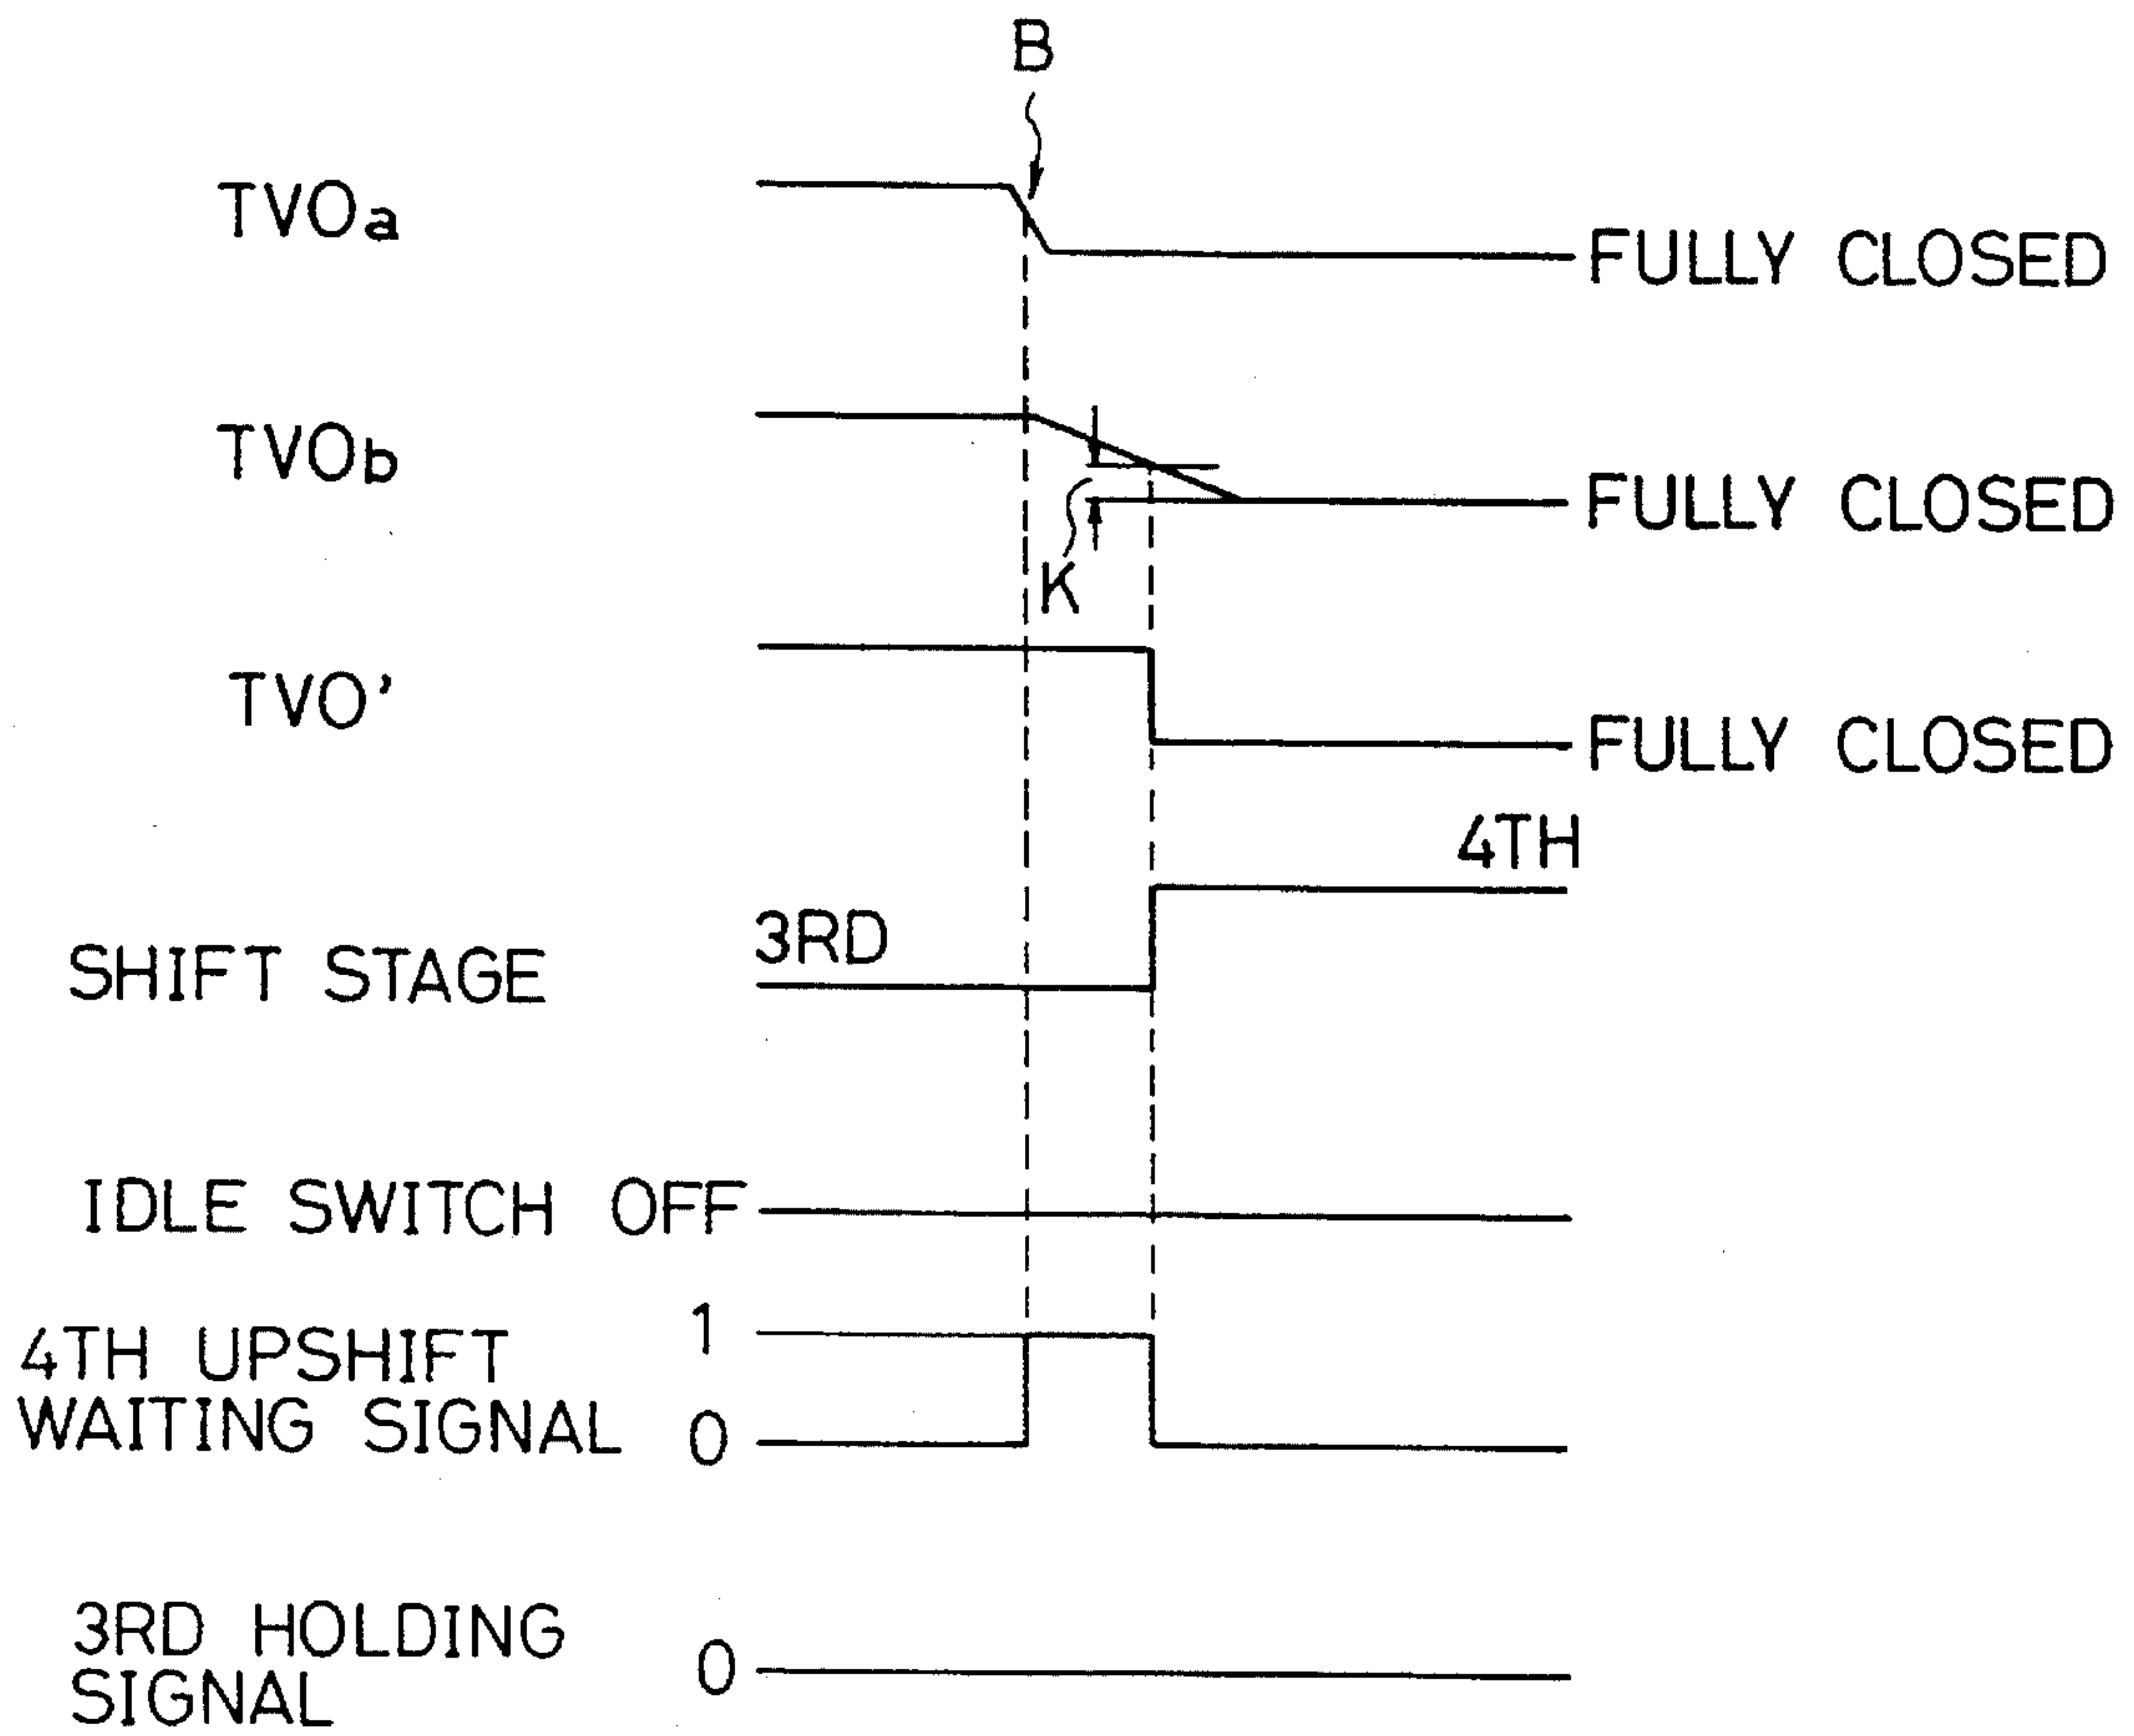 B
TVOa
FULLY CLOSED
TVOb
FULLY CLOSED
K
TVO'
FULLY CLOSED
4TH
3RD
SHIFT STAGE
IDLE SWITCH OFF
1
4TH UPSHIFT
WAITING SIGNAL 0
3RD HOLDING
SIGNAL 0